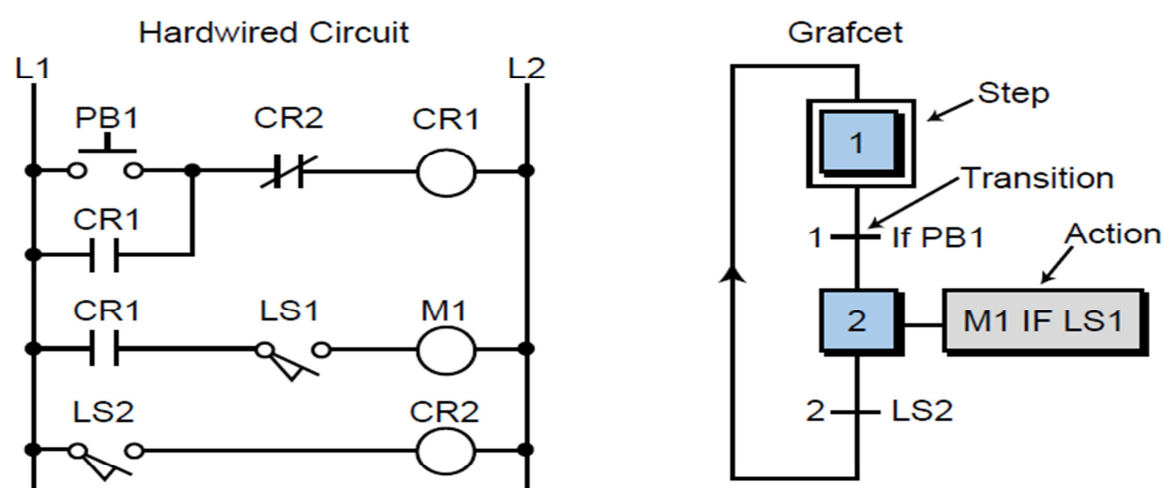 Hardwired Circuit
L1
L2
PB1
CR2
CR1
CR1
CR1
LS1
M1
LS2
CR2
Grafcet
Step
1
Transition
1
If PB1
Action
2
M1 IF LS1
2
LS2